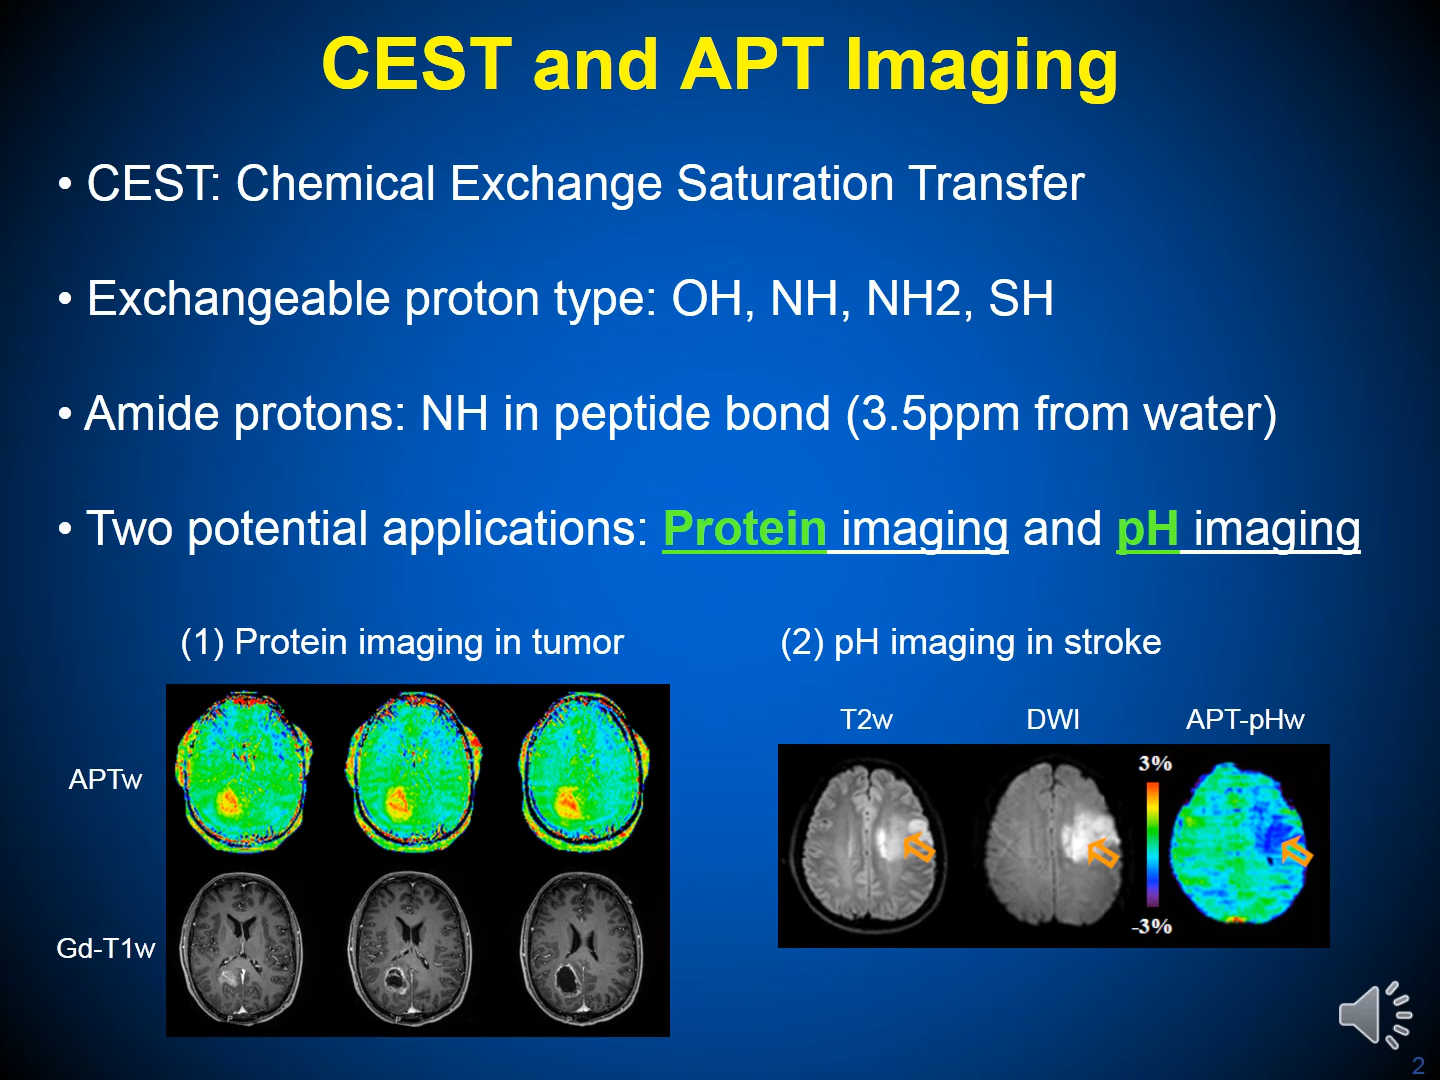 CEST and APT Imaging
• CEST: Chemical Exchange Saturation Transfer
• Exchangeable proton type: OH, NH, NH2, SH
• Amide protons: NH in peptide bond (3.5ppm from water)
• Two potential applications: Protein imaging and pH imaging
(1) Protein imaging in tumor
(2) pH imaging in stroke
T2w DWI APT-pHw
APTw
Gd-T1w
3%
-3%
P P P
2